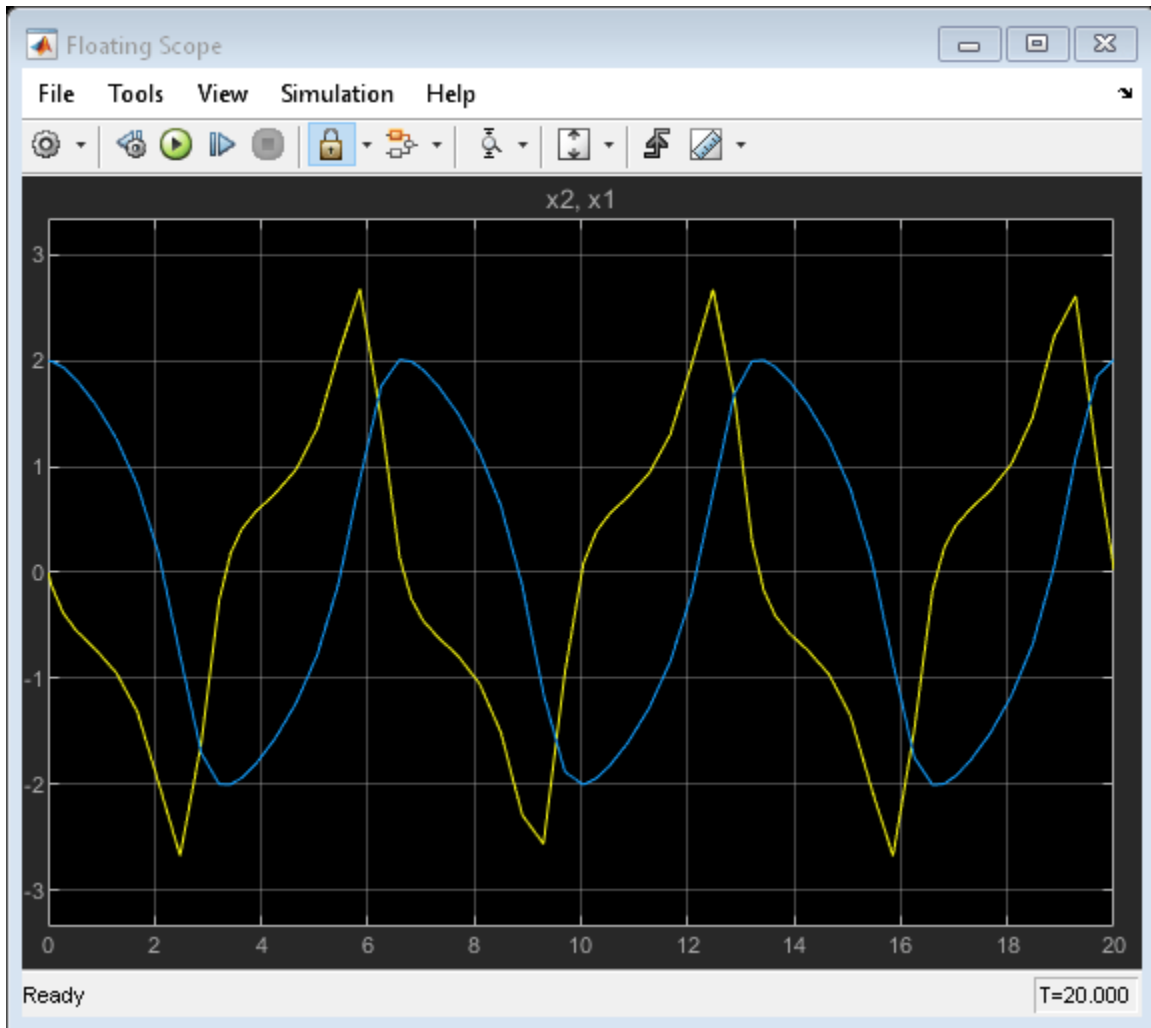 Floating Scope
File Tools View Simulation Help
x2, x1
3
2
1
0
-1
-2
-3
0 2 4 6 8 10 12 14 16 18 20
Ready T=20.000